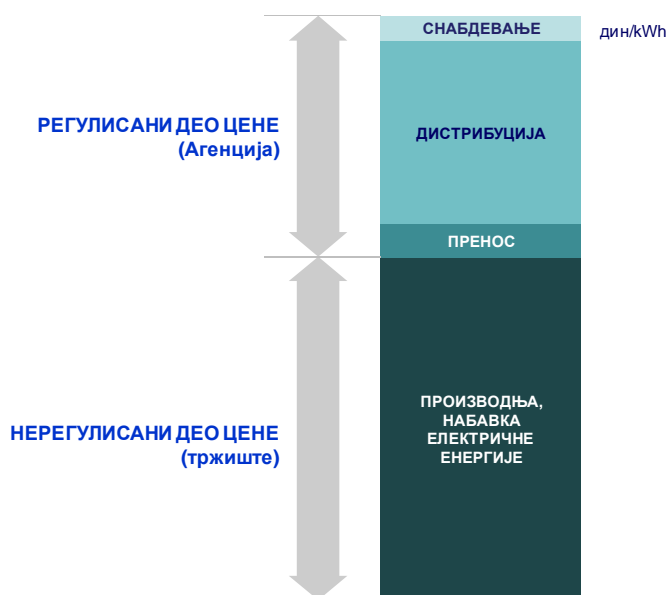 СНАБДЕВАЊЕ
дин/kWh
РЕГУЛИСАНИ ДЕО ЦЕНЕ
(Агенција)
ДИСТРИБУЦИЈА
ПРЕНОС
НЕРЕГУЛИСАНИ ДЕО ЦЕНЕ
(тржиште)
ПРОИЗВОДЊА,
НАБАВКА
ЕЛЕКТРИЧНЕ
ЕНЕРГИЈЕ